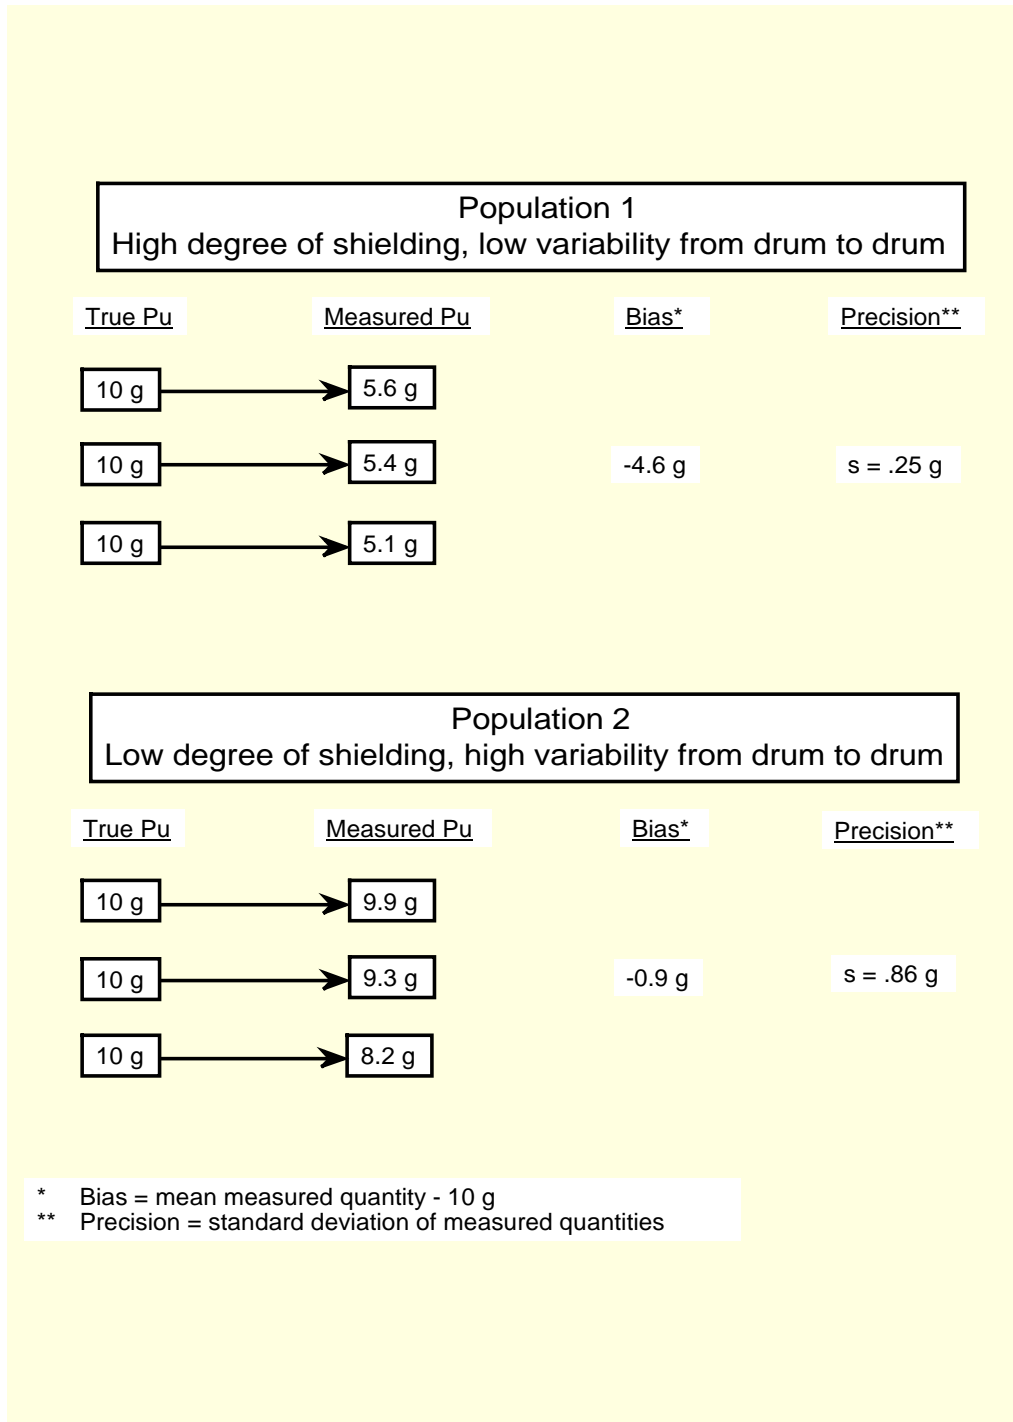 Population 1
High degree of shielding, low variability from drum to drum
True Pu Measured Pu Bias* Precision**
10 g 5.6 g
10 g 5.4 g -4.6 g s = .25 g
10 g 5.1 g
Population 2
Low degree of shielding, high variability from drum to drum
True Pu Measured Pu Bias* Precision**
10 g 9.9 g
10 g 9.3 g -0.9 g s = .86 g
10 g 8.2 g
* Bias = mean measured quantity - 10 g
** Precision = standard deviation of measured quantities